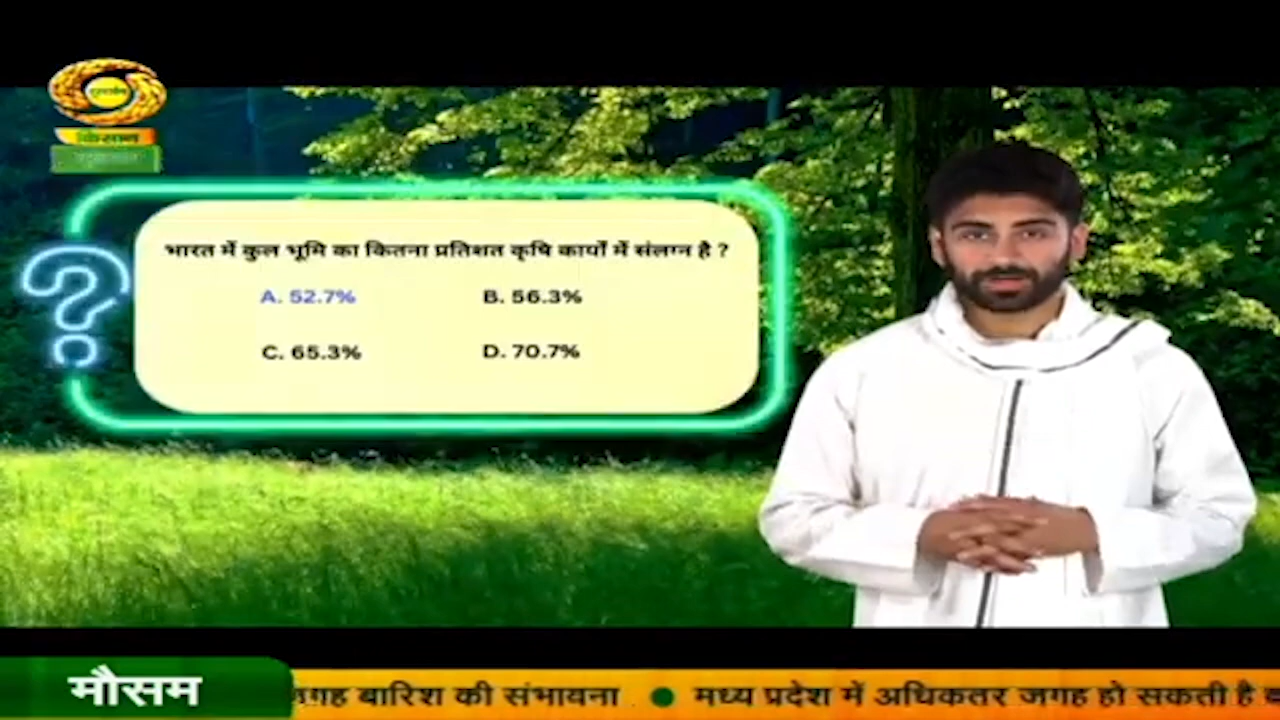 किसान
भारत में कुल भूमि का कितना प्रतिशत कृषि कार्यों में संलग्न है ?
A. 52.7% B. 56.3%
C. 65.3% D. 70.7%
मौसम
जगह बारिश की संभावना ● मध्य प्रदेश में अधिकतर जगह हो सकती है